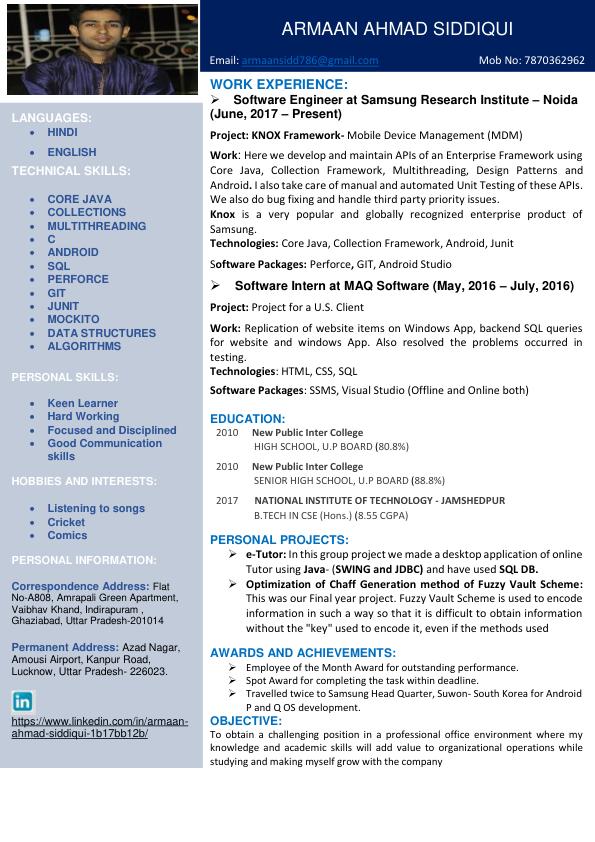 ARMAAN AHMAD SIDDIQUI
Email: armaansidd786@gmail.com Mob No: 7870362962
LANGUAGES:
• HINDI
• ENGLISH
TECHNICAL SKILLS:
• CORE JAVA
• COLLECTIONS
• MULTITHREADING
• C
• ANDROID
• SQL
• PERFORCE
• GIT
• JUNIT
• MOCKITO
• DATA STRUCTURES
• ALGORITHMS
PERSONAL SKILLS:
• Keen Learner
• Hard Working
• Focused and Disciplined
• Good Communication
skills
HOBBIES AND INTERESTS:
• Listening to songs
• Cricket
• Comics
PERSONAL INFORMATION:
Correspondence Address: Flat
No-A808, Amrapali Green Apartment,
Vaibhav Khand, Indirapuram ,
Ghaziabad, Uttar Pradesh-201014
Permanent Address: Azad Nagar,
Amousi Airport, Kanpur Road,
Lucknow, Uttar Pradesh- 226023.
in
https://www.linkedin.com/in/armaan-
ahmad-siddiqui-1b17bb12b/
WORK EXPERIENCE:
➢ Software Engineer at Samsung Research Institute – Noida
(June, 2017 – Present)
Project: KNOX Framework- Mobile Device Management (MDM)
Work: Here we develop and maintain APIs of an Enterprise Framework using
Core Java, Collection Framework, Multithreading, Design Patterns and
Android. I also take care of manual and automated Unit Testing of these APIs.
We also do bug fixing and handle third party priority issues.
Knox is a very popular and globally recognized enterprise product of
Samsung.
Technologies: Core Java, Collection Framework, Android, Junit
Software Packages: Perforce, GIT, Android Studio
➢ Software Intern at MAQ Software (May, 2016 – July, 2016)
Project: Project for a U.S. Client
Work: Replication of website items on Windows App, backend SQL queries
for website and windows App. Also resolved the problems occurred in
testing.
Technologies: HTML, CSS, SQL
Software Packages: SSMS, Visual Studio (Offline and Online both)
EDUCATION:
2010 New Public Inter College
HIGH SCHOOL, U.P BOARD (80.8%)
2010 New Public Inter College
SENIOR HIGH SCHOOL, U.P BOARD (88.8%)
2017 NATIONAL INSTITUTE OF TECHNOLOGY - JAMSHEDPUR
B.TECH IN CSE (Hons.) (8.55 CGPA)
PERSONAL PROJECTS:
➢ e-Tutor: In this group project we made a desktop application of online
Tutor using Java- (SWING and JDBC) and have used SQL DB.
➢ Optimization of Chaff Generation method of Fuzzy Vault Scheme:
This was our Final year project. Fuzzy Vault Scheme is used to encode
information in such a way so that it is difficult to obtain information
without the "key" used to encode it, even if the methods used
AWARDS AND ACHIEVEMENTS:
➢ Employee of the Month Award for outstanding performance.
➢ Spot Award for completing the task within deadline.
➢ Travelled twice to Samsung Head Quarter, Suwon- South Korea for Android
P and Q OS development.
OBJECTIVE:
To obtain a challenging position in a professional office environment where my
knowledge and academic skills will add value to organizational operations while
studying and making myself grow with the company